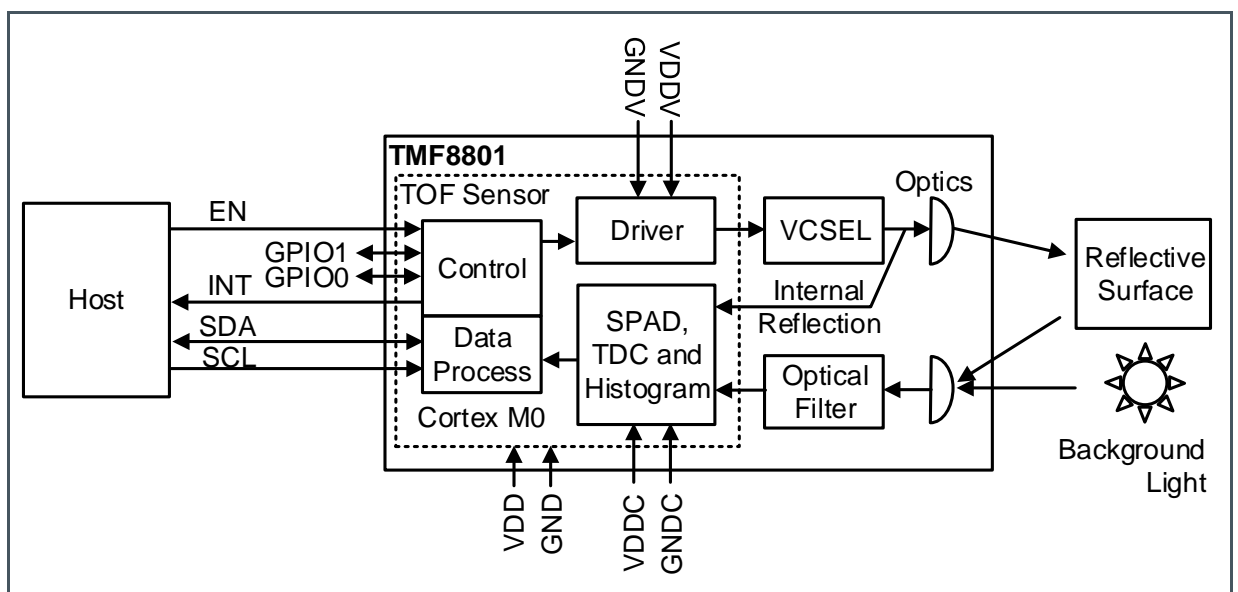 GNDV
VDDV
TMF8801
TOF Sensor
Optics
EN
Driver
VCSEL
GPIO1
Control
GPIO0
Reflective
Surface
Host
INT
Internal
Reflection
SPAD,
TDC and
Histogram
SDA
Data
Process
SCL
Optical
Filter
Cortex M0
Background
Light
VDD
GND
VDDC
GNDC